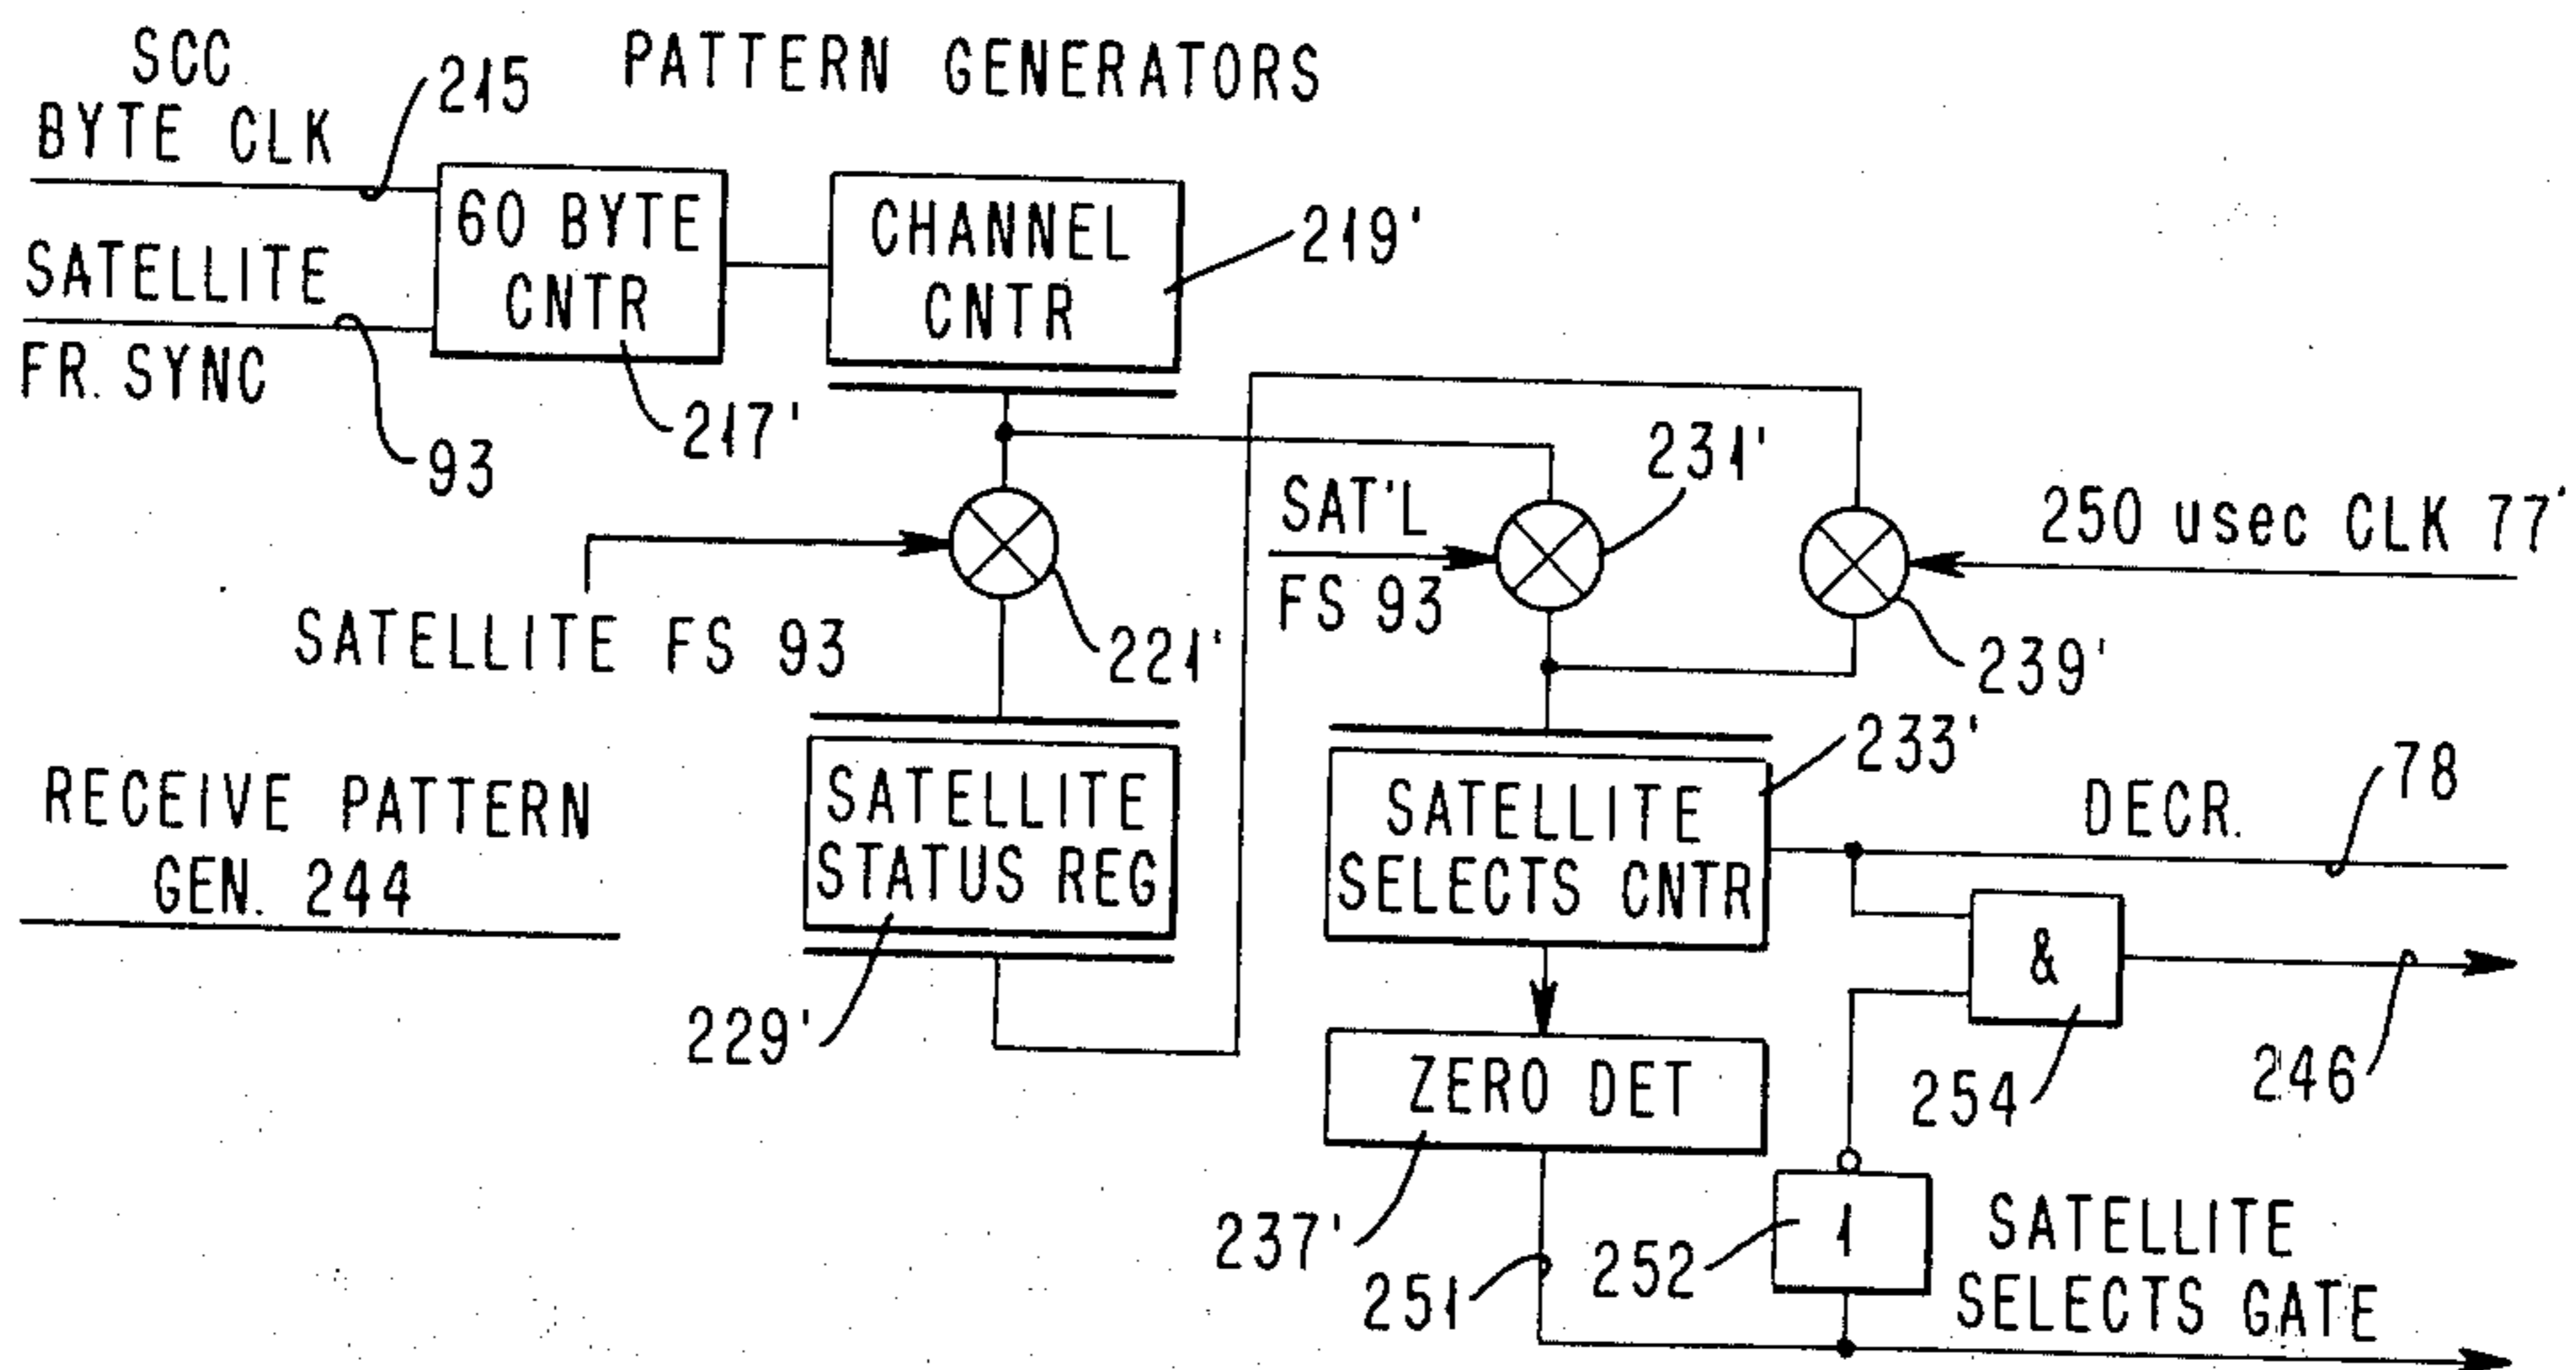 PATTERN GENERATORS
SCC
BYTE CLK
215
SATELLITE
FR. SYNC
93
60 BYTE
CNTR
217'
CHANNEL
CNTR
219'
SATELLITE FS 93
221'
SAT'L
FS 93
231'
250 usec CLK 77'
239'
RECEIVE PATTERN
GEN. 244
SATELLITE
STATUS REG
229'
SATELLITE
SELECTS CNTR
233'
DECR.
78
&
254
246
ZERO DET
237'
251
252
1
SATELLITE
SELECTS GATE